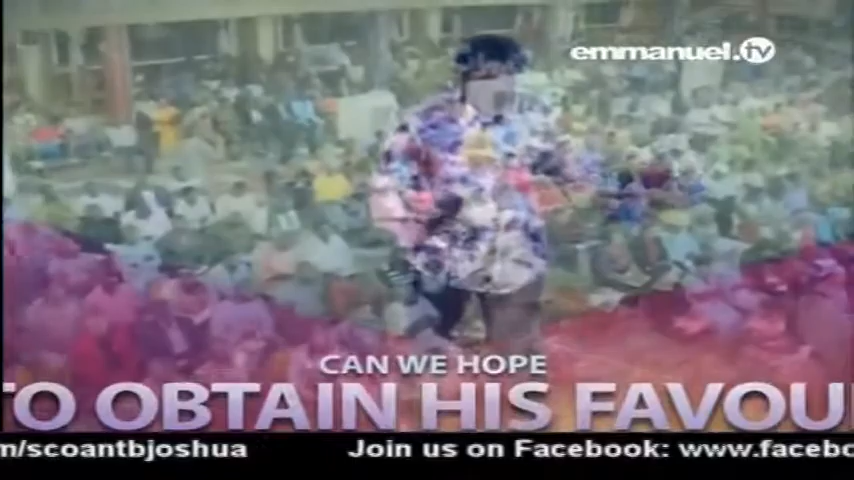 emmanuel.tv
CAN WE HOPE
TO OBTAIN HIS FAVOU
m/scoantbjoshua Join us on Facebook: www.facebo